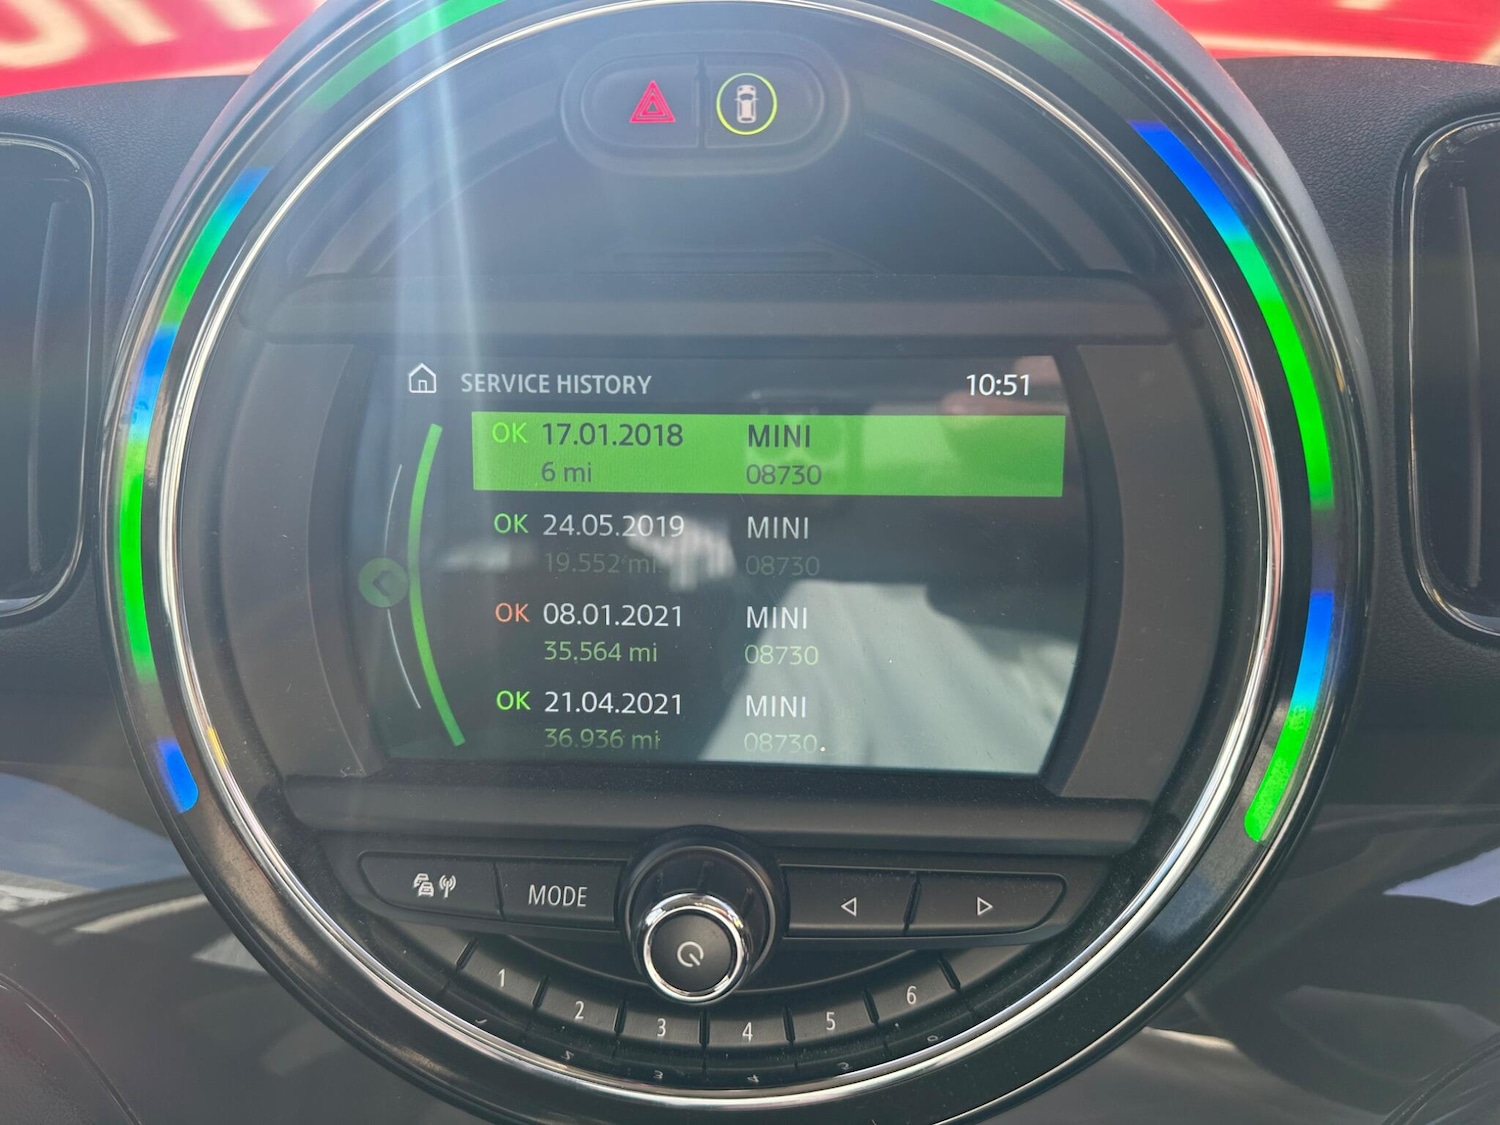 SERVICE HISTORY 10:51
OK 17.01.2018 MINI
6 mi 08730
OK 24.05.2019 MINI
19.552 mi 08730
OK 08.01.2021 MINI
35.564 mi 08730
OK 21.04.2021 MINI
36.936 mi 08730
MODE
1 2 3 4 5 6